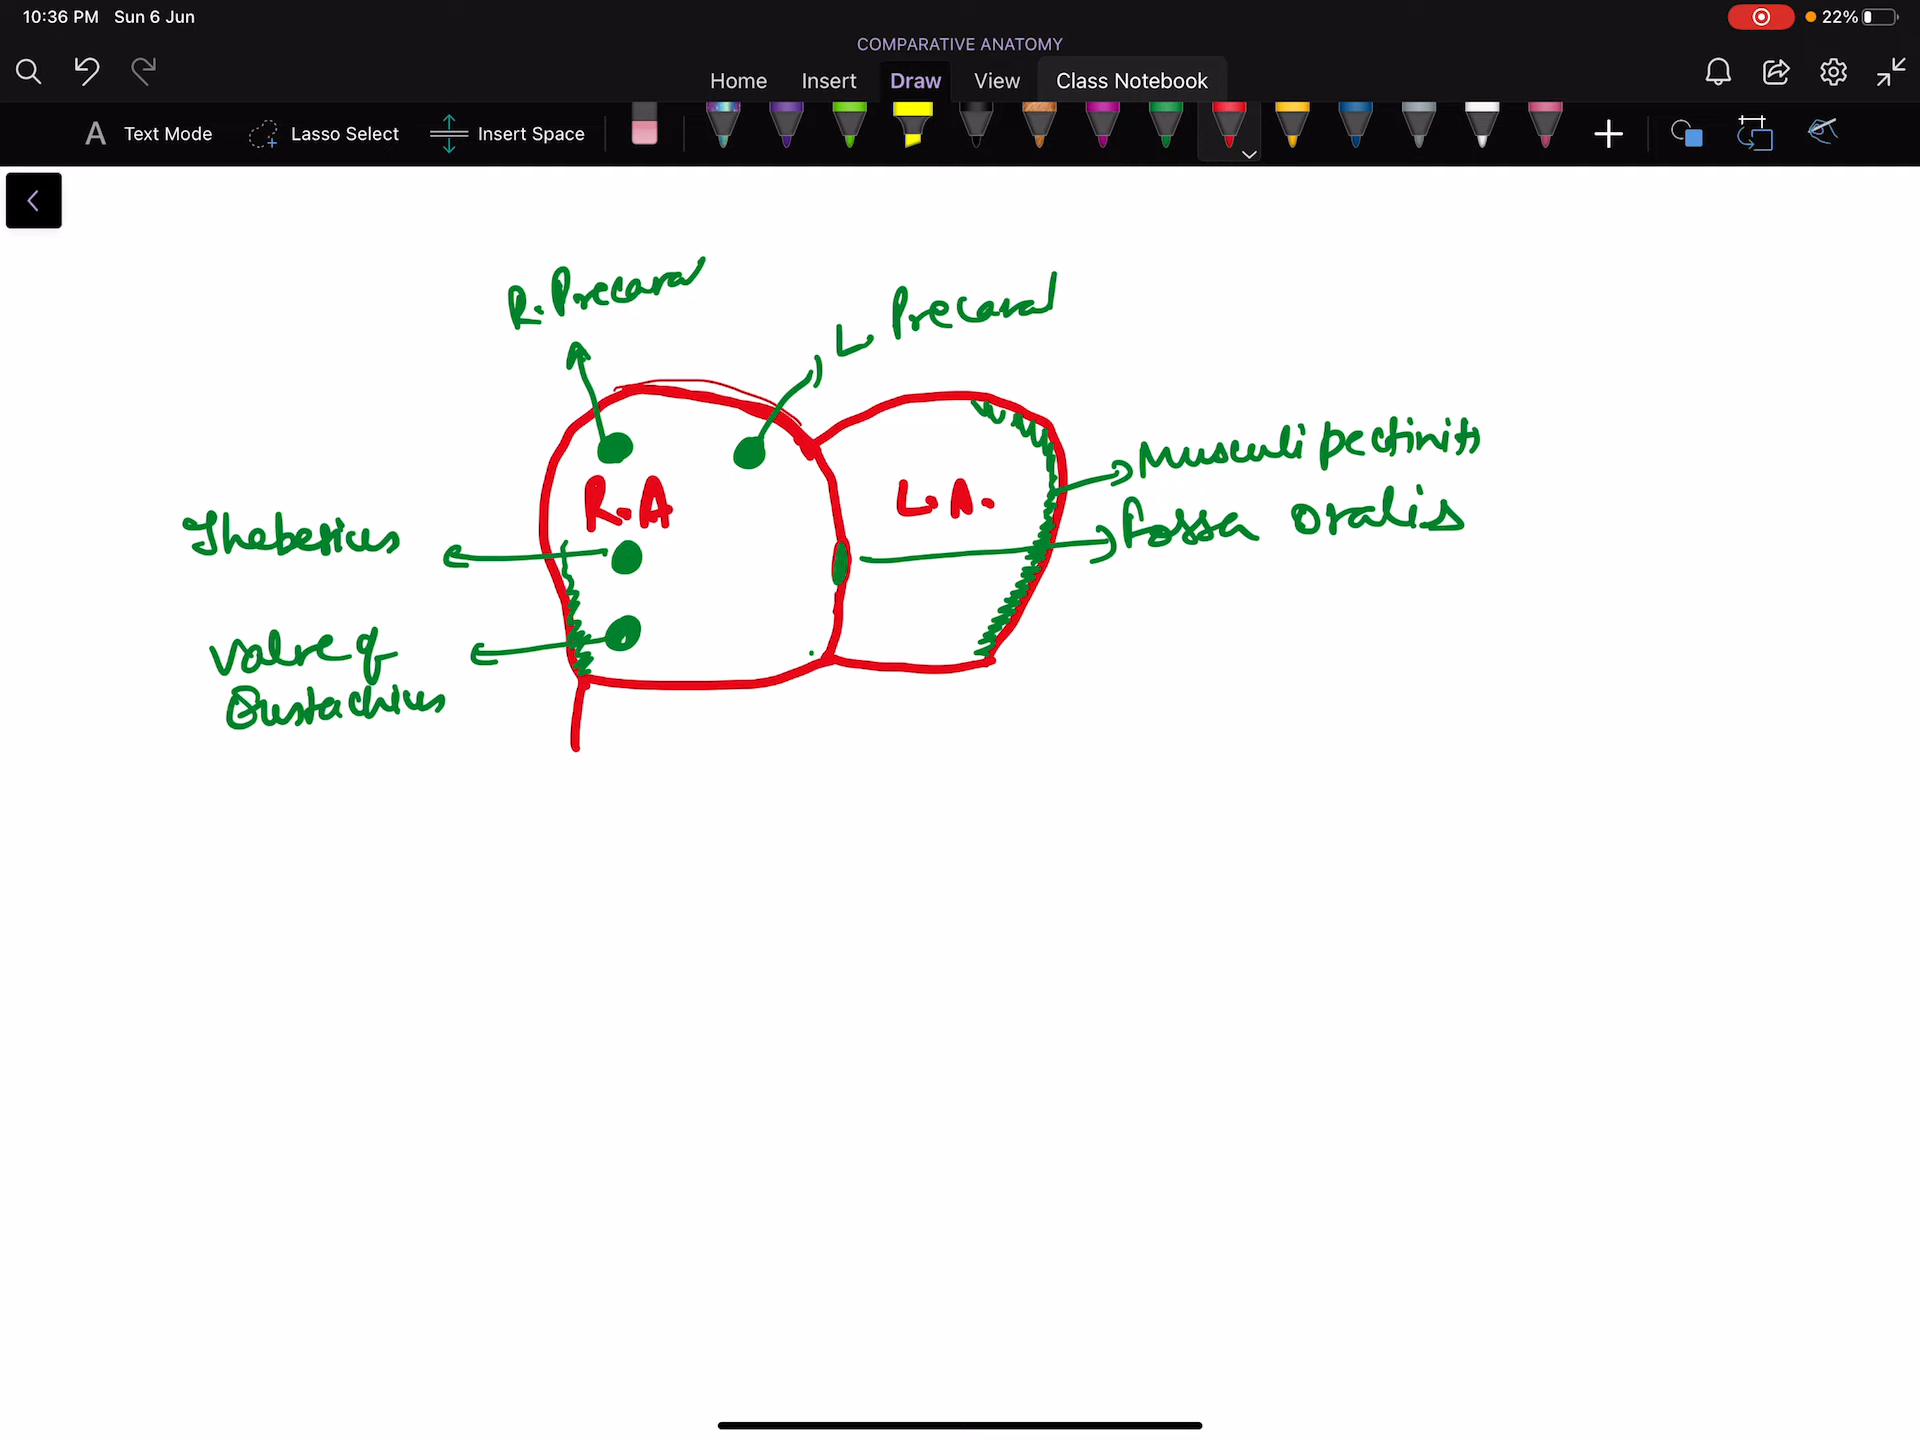 10:36 PM Sun 6 Jun
22%
COMPARATIVE ANATOMY
Home Insert Draw View Class Notebook
A Text Mode Lasso Select Insert Space
R. Precaval
L. Precaval
R.A
L.A.
Musculi pectiniti
Fossa ovalis
Thebesius
Valve of
Eustachius